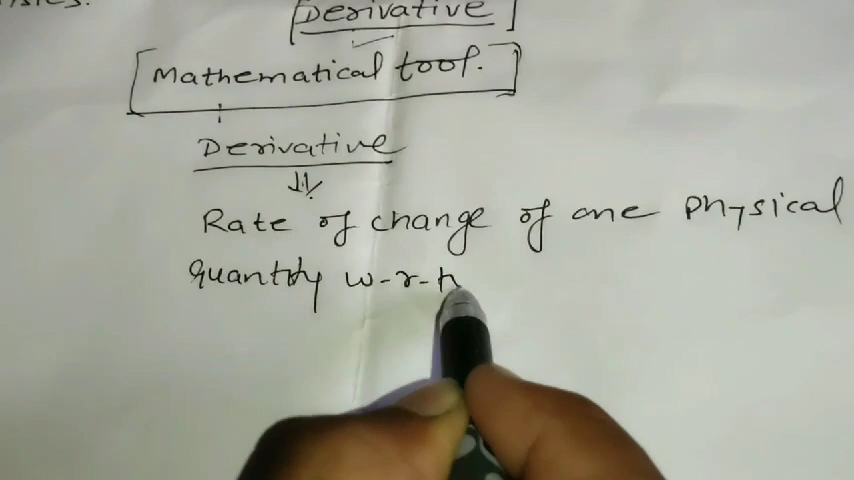 [Derivative]
[Mathematical tool.]
Derivative
Rate of change of one physical
quantity w-r-t